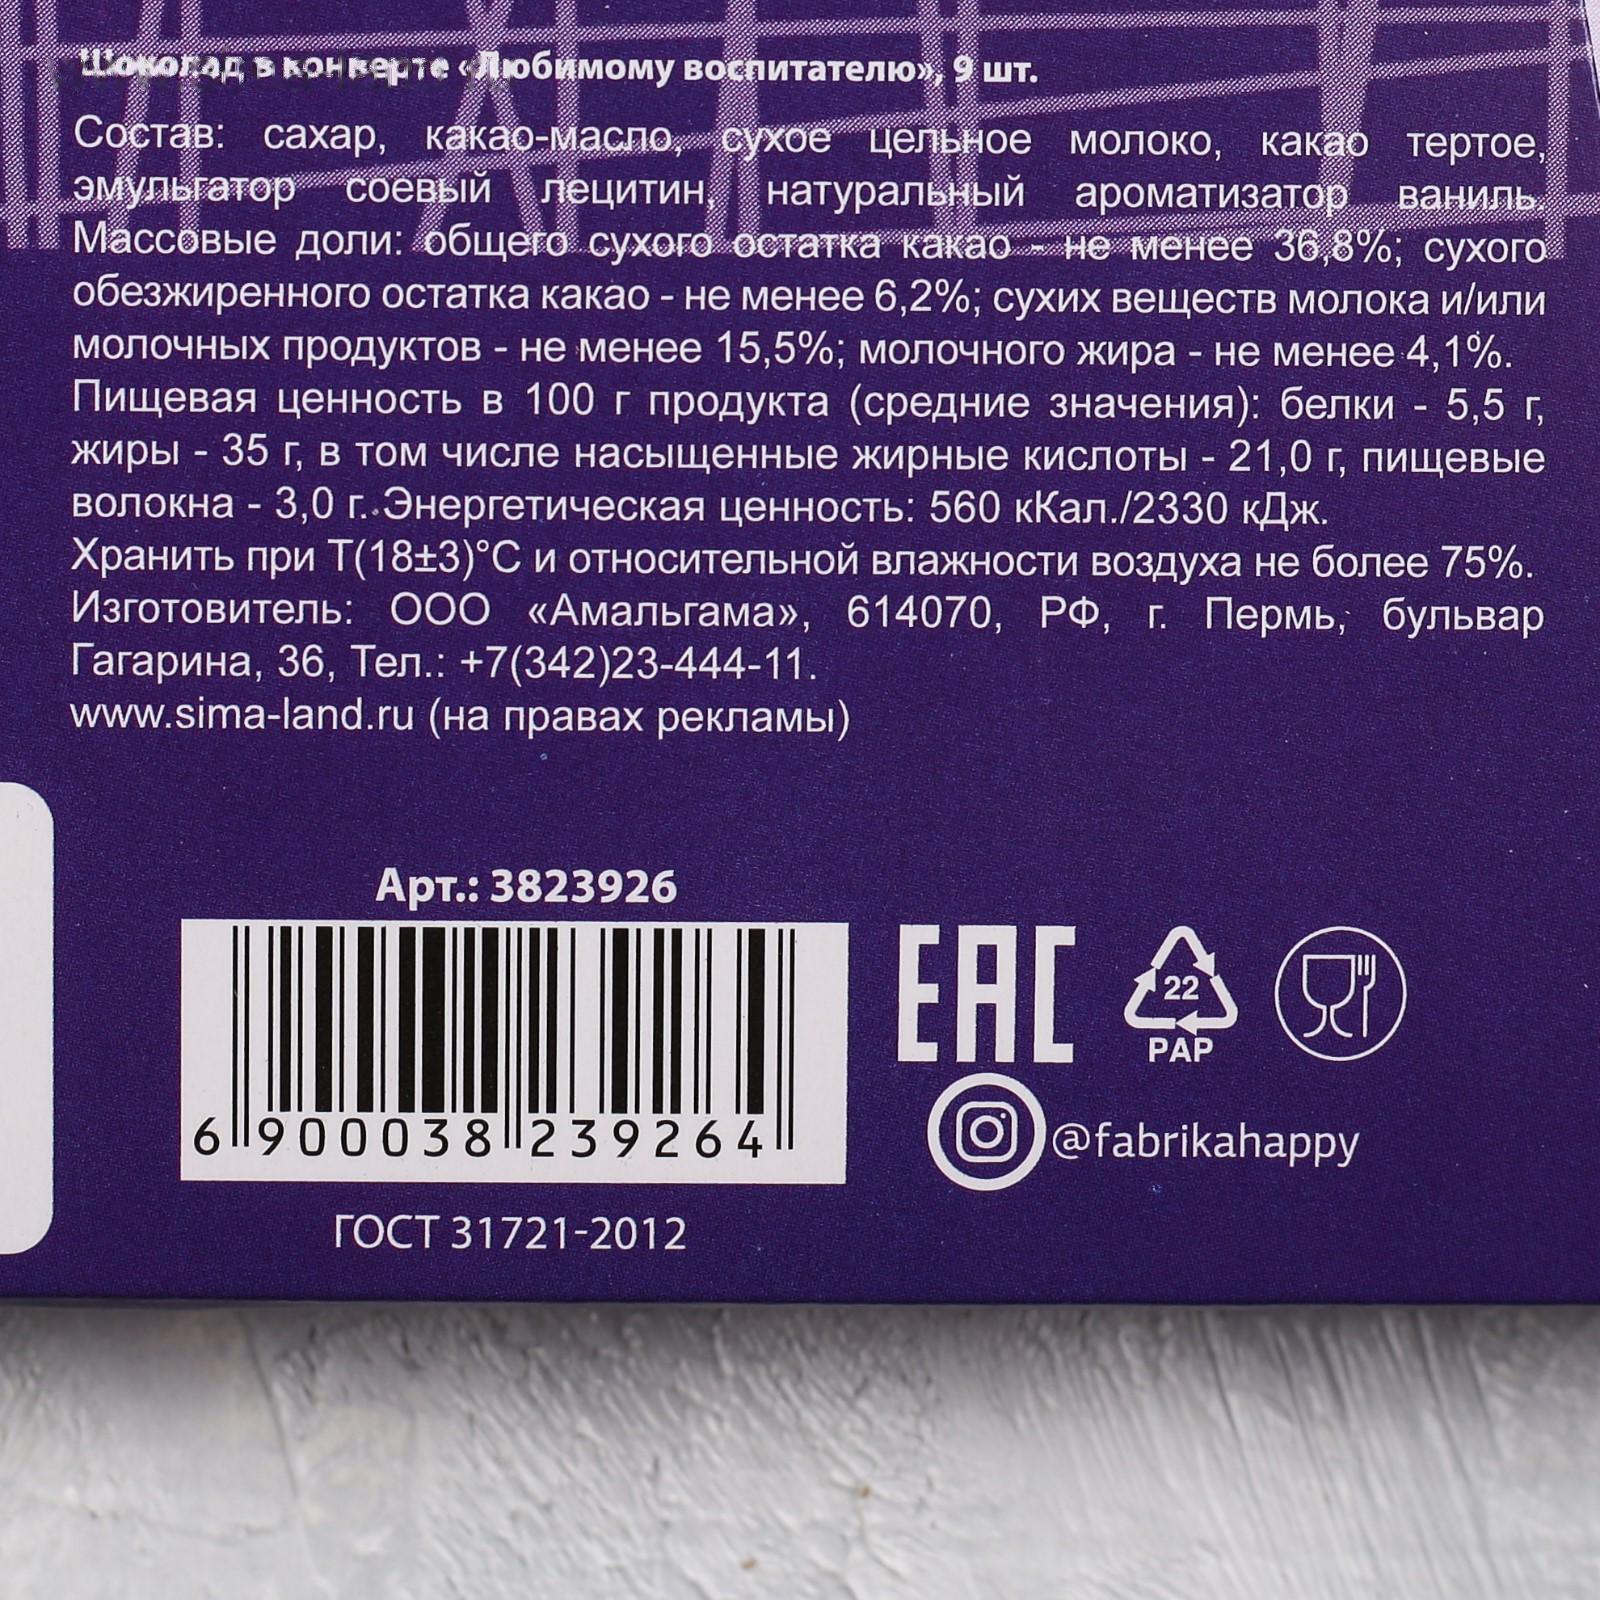 Шоколад в конверте «Любимому воспитателю», 9 шт.
Состав: сахар, какао-масло, сухое цельное молоко, какао тертое,
эмульгатор соевый лецитин, натуральный ароматизатор ваниль.
Массовые доли: общего сухого остатка какао - не менее 36,8%; сухого
обезжиренного остатка какао - не менее 6,2%; сухих веществ молока и/или
молочных продуктов - не менее 15,5%; молочного жира - не менее 4,1%.
Пищевая ценность в 100 г продукта (средние значения): белки - 5,5 г,
жиры - 35 г, в том числе насыщенные жирные кислоты - 21,0 г, пищевые
волокна - 3,0 г. Энергетическая ценность: 560 кКал./2330 кДж.
Хранить при Т(18±3)°С и относительной влажности воздуха не более 75%.
Изготовитель: ООО «Амальгама», 614070, РФ, г. Пермь, бульвар
Гагарина, 36, Тел.: +7(342)23-444-11.
www.sima-land.ru (на правах рекламы)
Арт.: 3823926
6 900038 239264
ГОСТ 31721-2012
EAC
22
PAP
@fabrikahappy